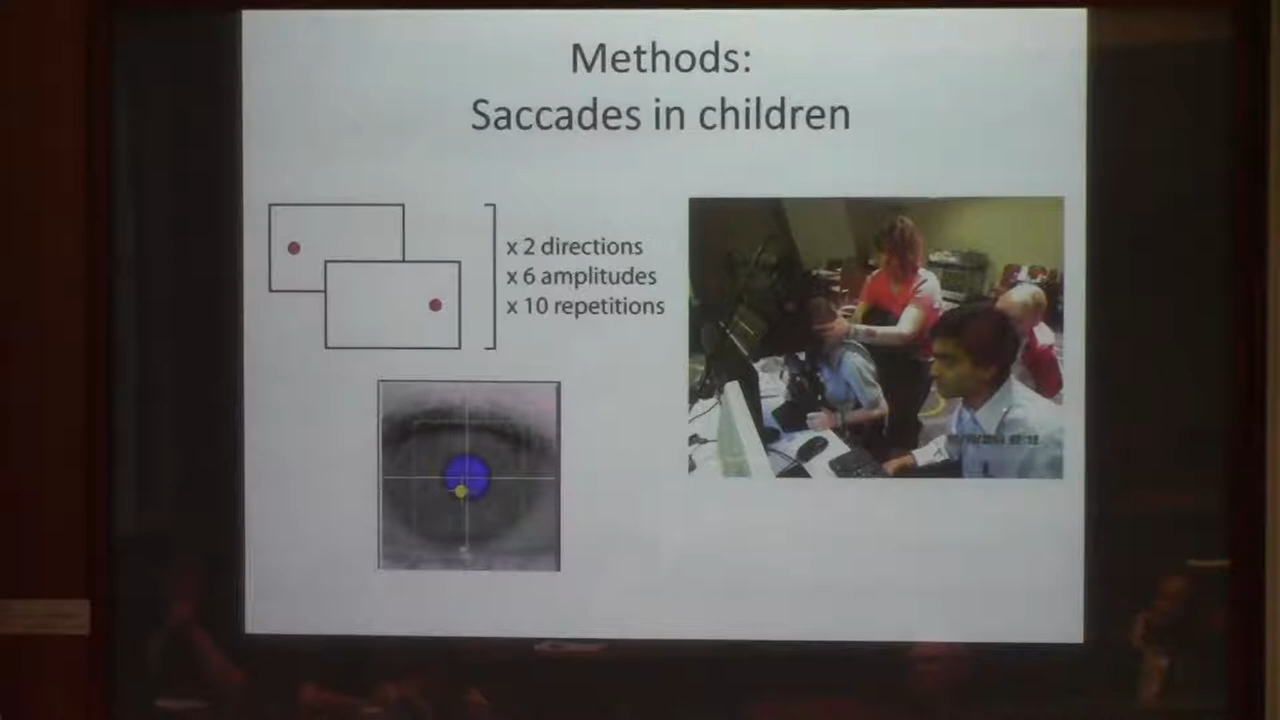 Methods:
Saccades in children
x 2 directions
x 6 amplitudes
x 10 repetitions